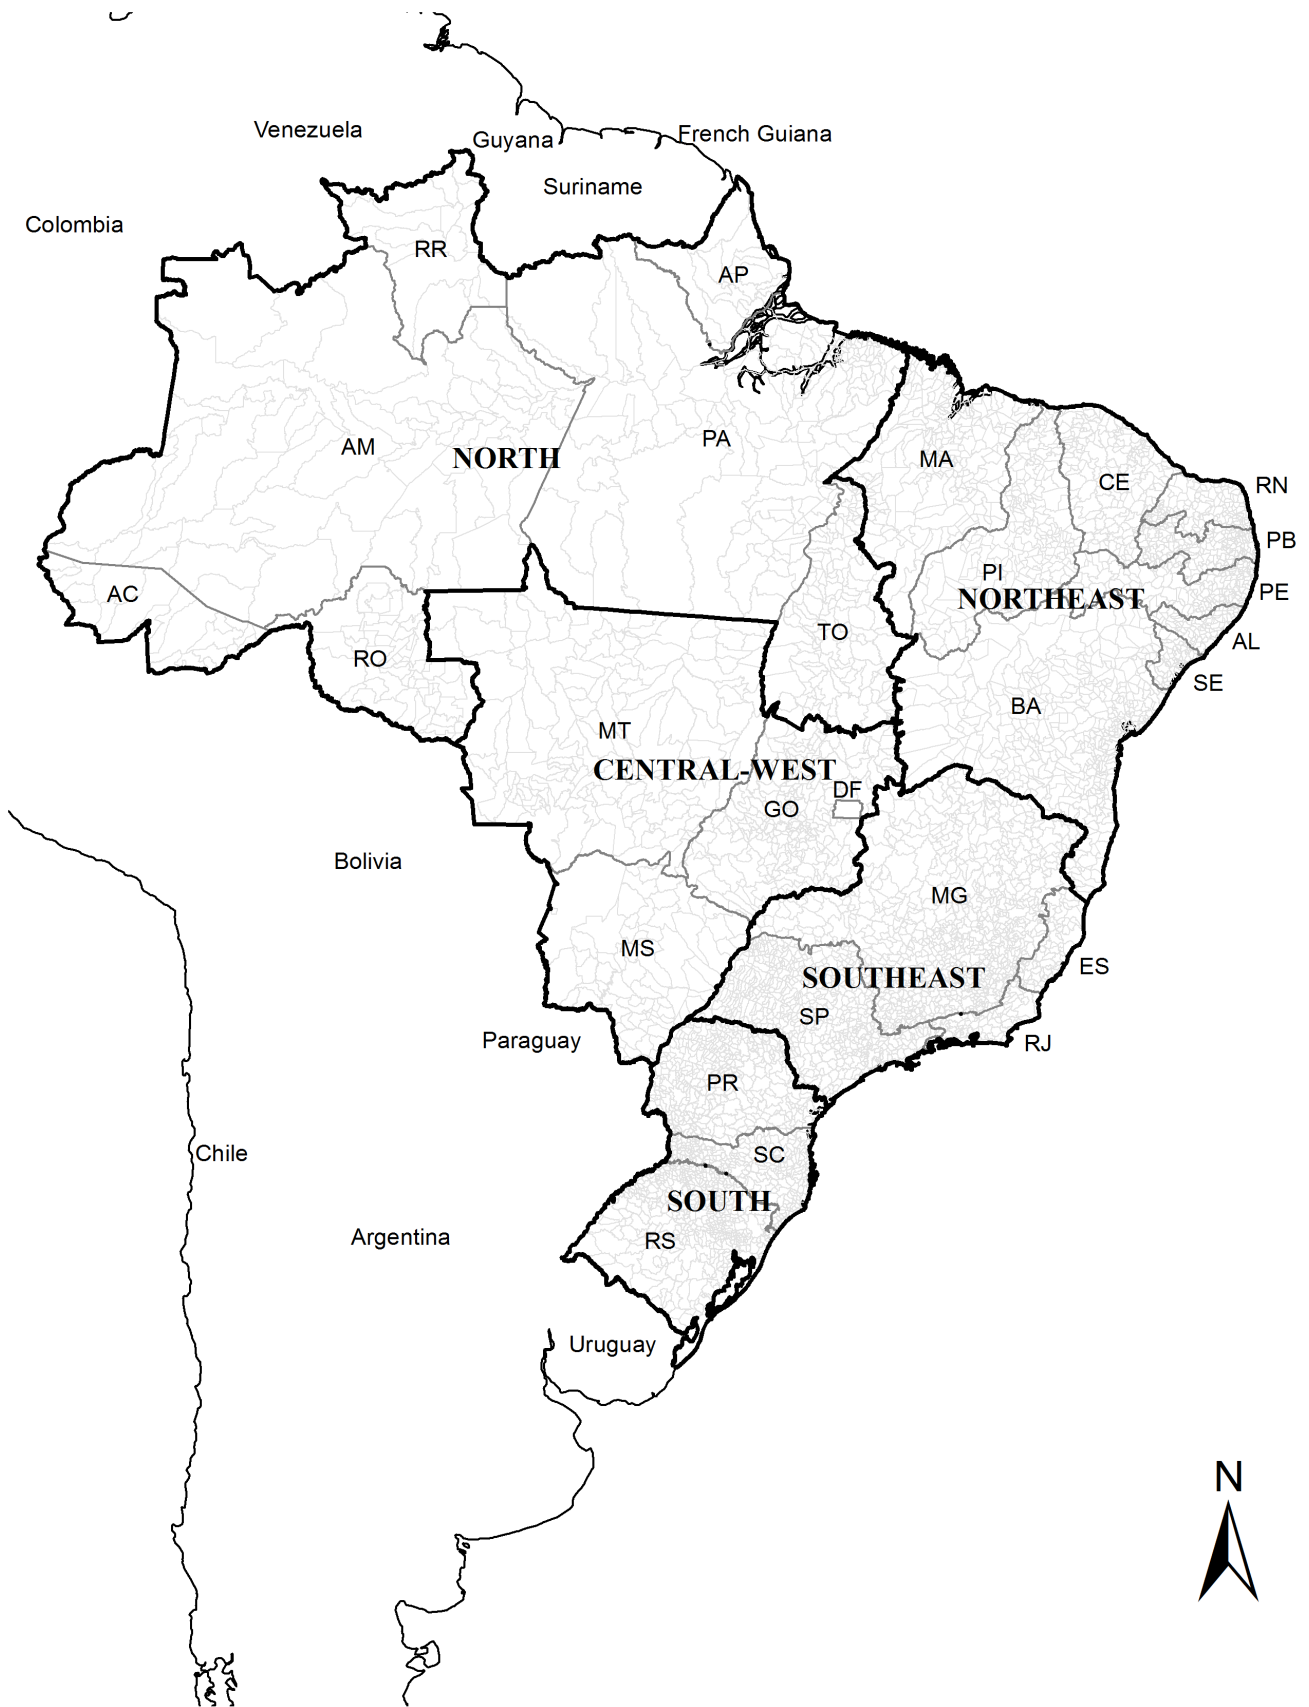 Venezuela
Guyana
French Guiana
Suriname
Colombia
RR
AP
AM
NORTH
PA
MA
CE
RN
PB
PI
NORTHEAST
PE
AC
TO
AL
RO
SE
BA
MT
CENTRAL-WEST
DF
GO
Bolivia
MG
MS
ES
SOUTHEAST
SP
Paraguay
RJ
PR
Chile
SC
SOUTH
Argentina
RS
Uruguay
N